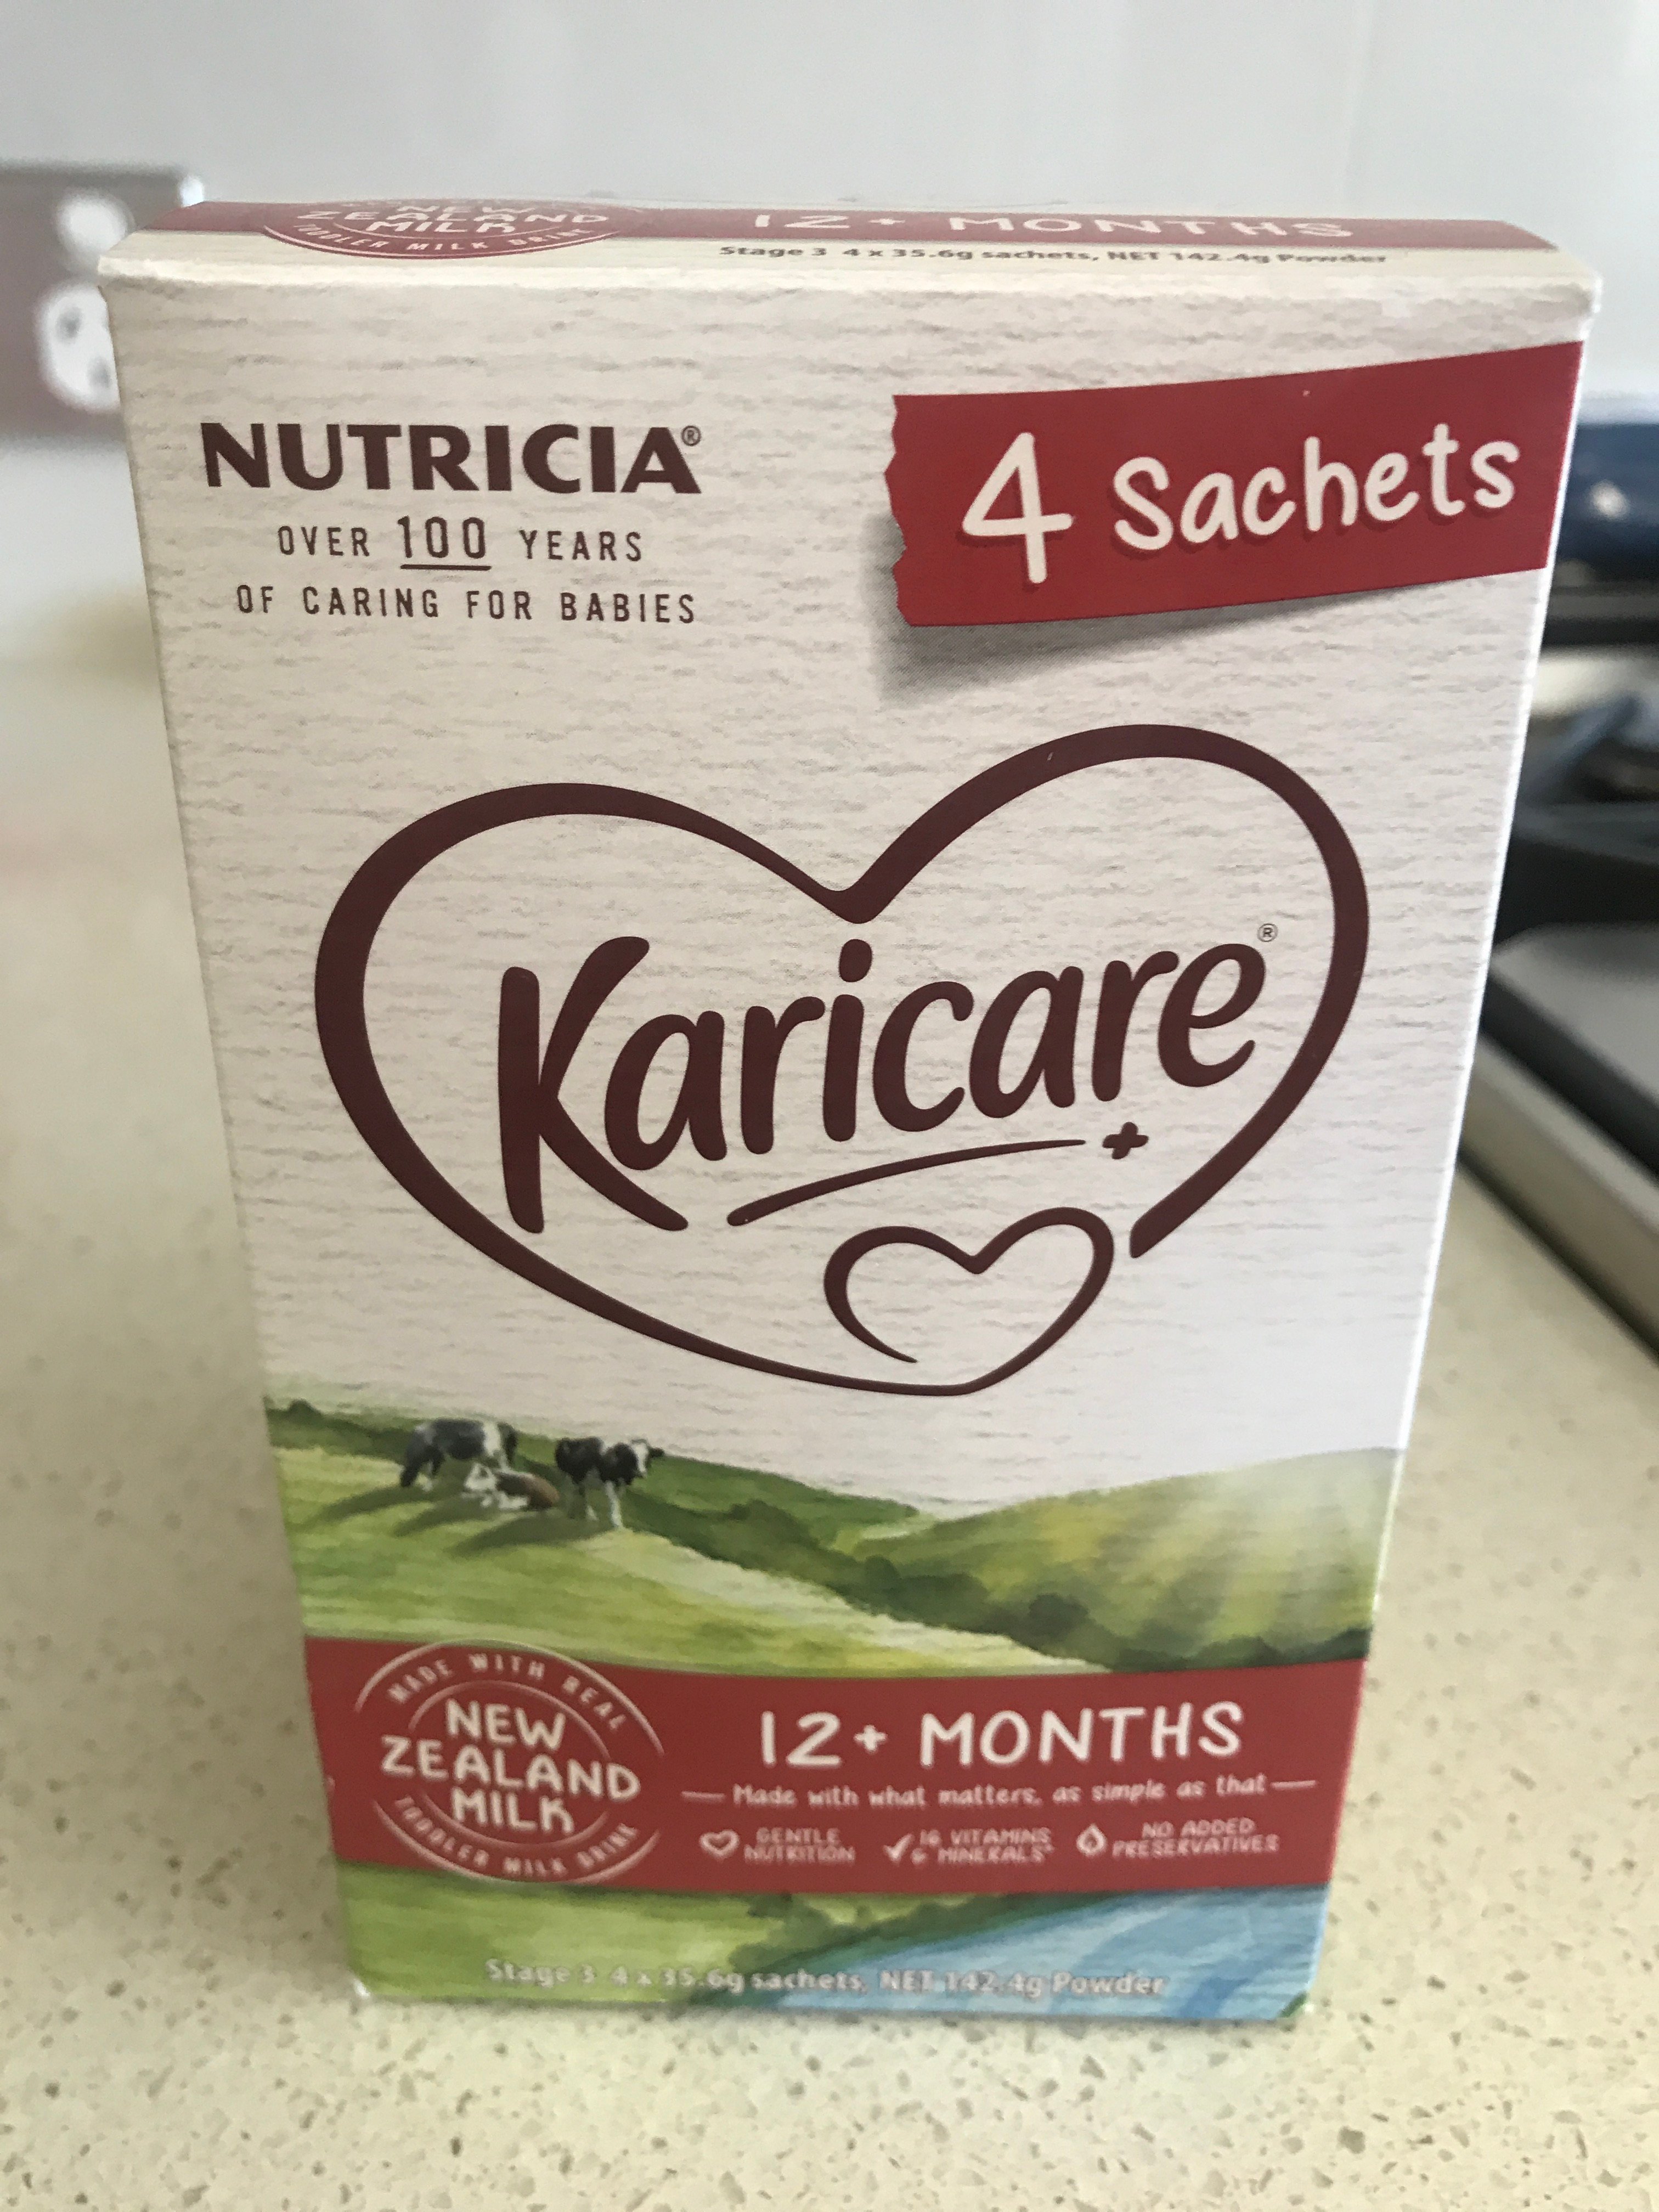 NEW
ZEALAND
MILK
TODDLER MILK DRINK
12+ MONTHS
Stage 3 4 x 35.6g sachets, NET 142.4g Powder
NUTRICIA®
OVER 100 YEARS
OF CARING FOR BABIES
4 Sachets
Karicare®
+
MADE WITH REAL
NEW
ZEALAND
MILK
TODDLER MILK DRINK
12+ MONTHS
Made with what matters, as simple as that
GENTLE
NUTRITION
16 VITAMINS
& MINERALS*
NO ADDED
PRESERVATIVES
Stage 3 4 x 35.6g sachets, NET 142.4g Powder